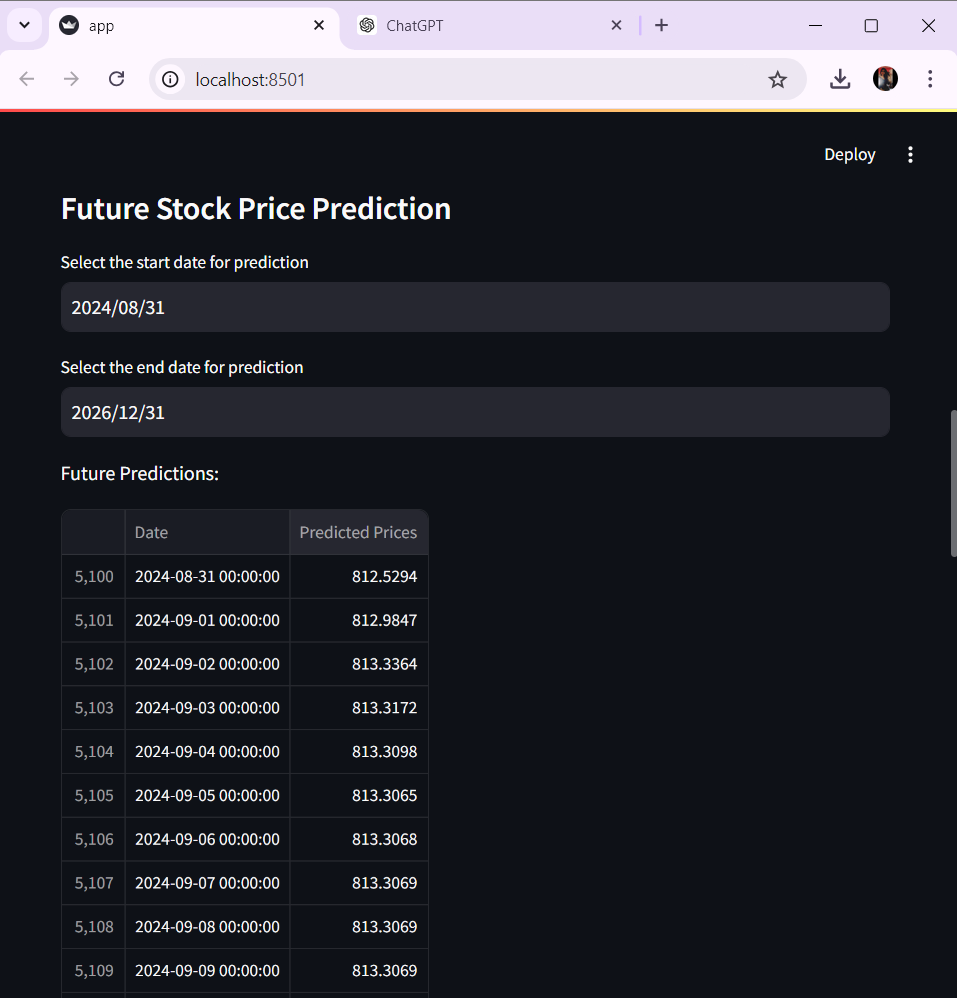 app
ChatGPT
localhost:8501
Deploy
Future Stock Price Prediction
Select the start date for prediction
2024/08/31
Select the end date for prediction
2026/12/31
Future Predictions:
Date Predicted Prices
5,100 2024-08-31 00:00:00 812.5294
5,101 2024-09-01 00:00:00 812.9847
5,102 2024-09-02 00:00:00 813.3364
5,103 2024-09-03 00:00:00 813.3172
5,104 2024-09-04 00:00:00 813.3098
5,105 2024-09-05 00:00:00 813.3065
5,106 2024-09-06 00:00:00 813.3068
5,107 2024-09-07 00:00:00 813.3069
5,108 2024-09-08 00:00:00 813.3069
5,109 2024-09-09 00:00:00 813.3069